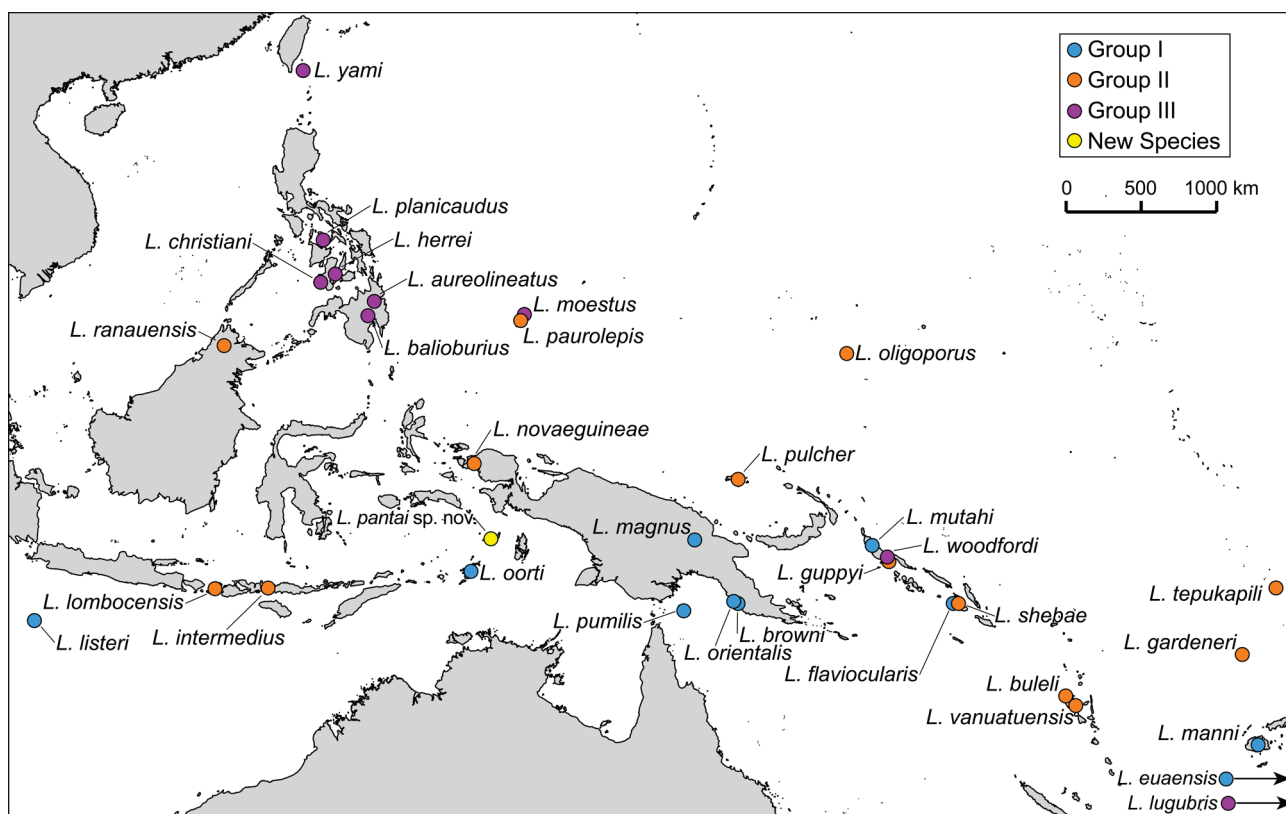 Group I
Group II
Group III
New Species
0 500 1000 km
L. yami
L. planicaudus
L. christiani
L. herrei
L. aureolineatus
L. moestus
L. ranauensis
L. paurolepis
L. balioburius
L. oligoporus
L. novaeguineae
L. pulcher
L. pantai sp. nov.
L. magnus
L. mutahi
L. woodfordi
L. oorti
L. guppyi
L. lombocensis
L. tepukapili
L. pumilis
L. shebae
L. listeri
L. intermedius
L. browni
L. orientalis
L. gardeneri
L. flaviocularis
L. buleli
L. vanuatuensis
L. manni
L. euaensis
L. lugubris